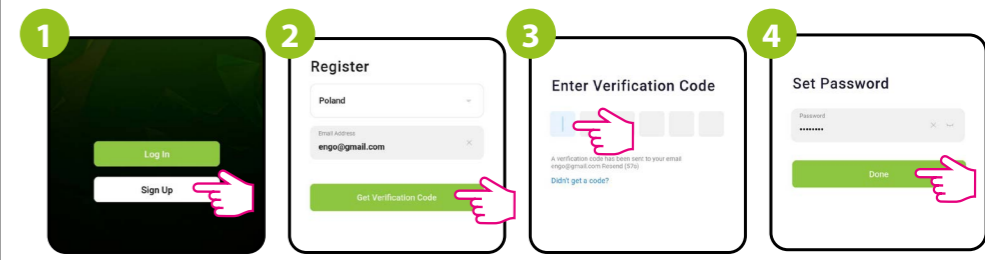 1
Log In
Sign Up
2
Register
Poland
Email Address
engo@gmail.com
Get Verification Code
3
Enter Verification Code
A verification code has been sent to your email
engo@gmail.com Resend (57s)
Didn't get a code?
4
Set Password
Password
••••••••
Done